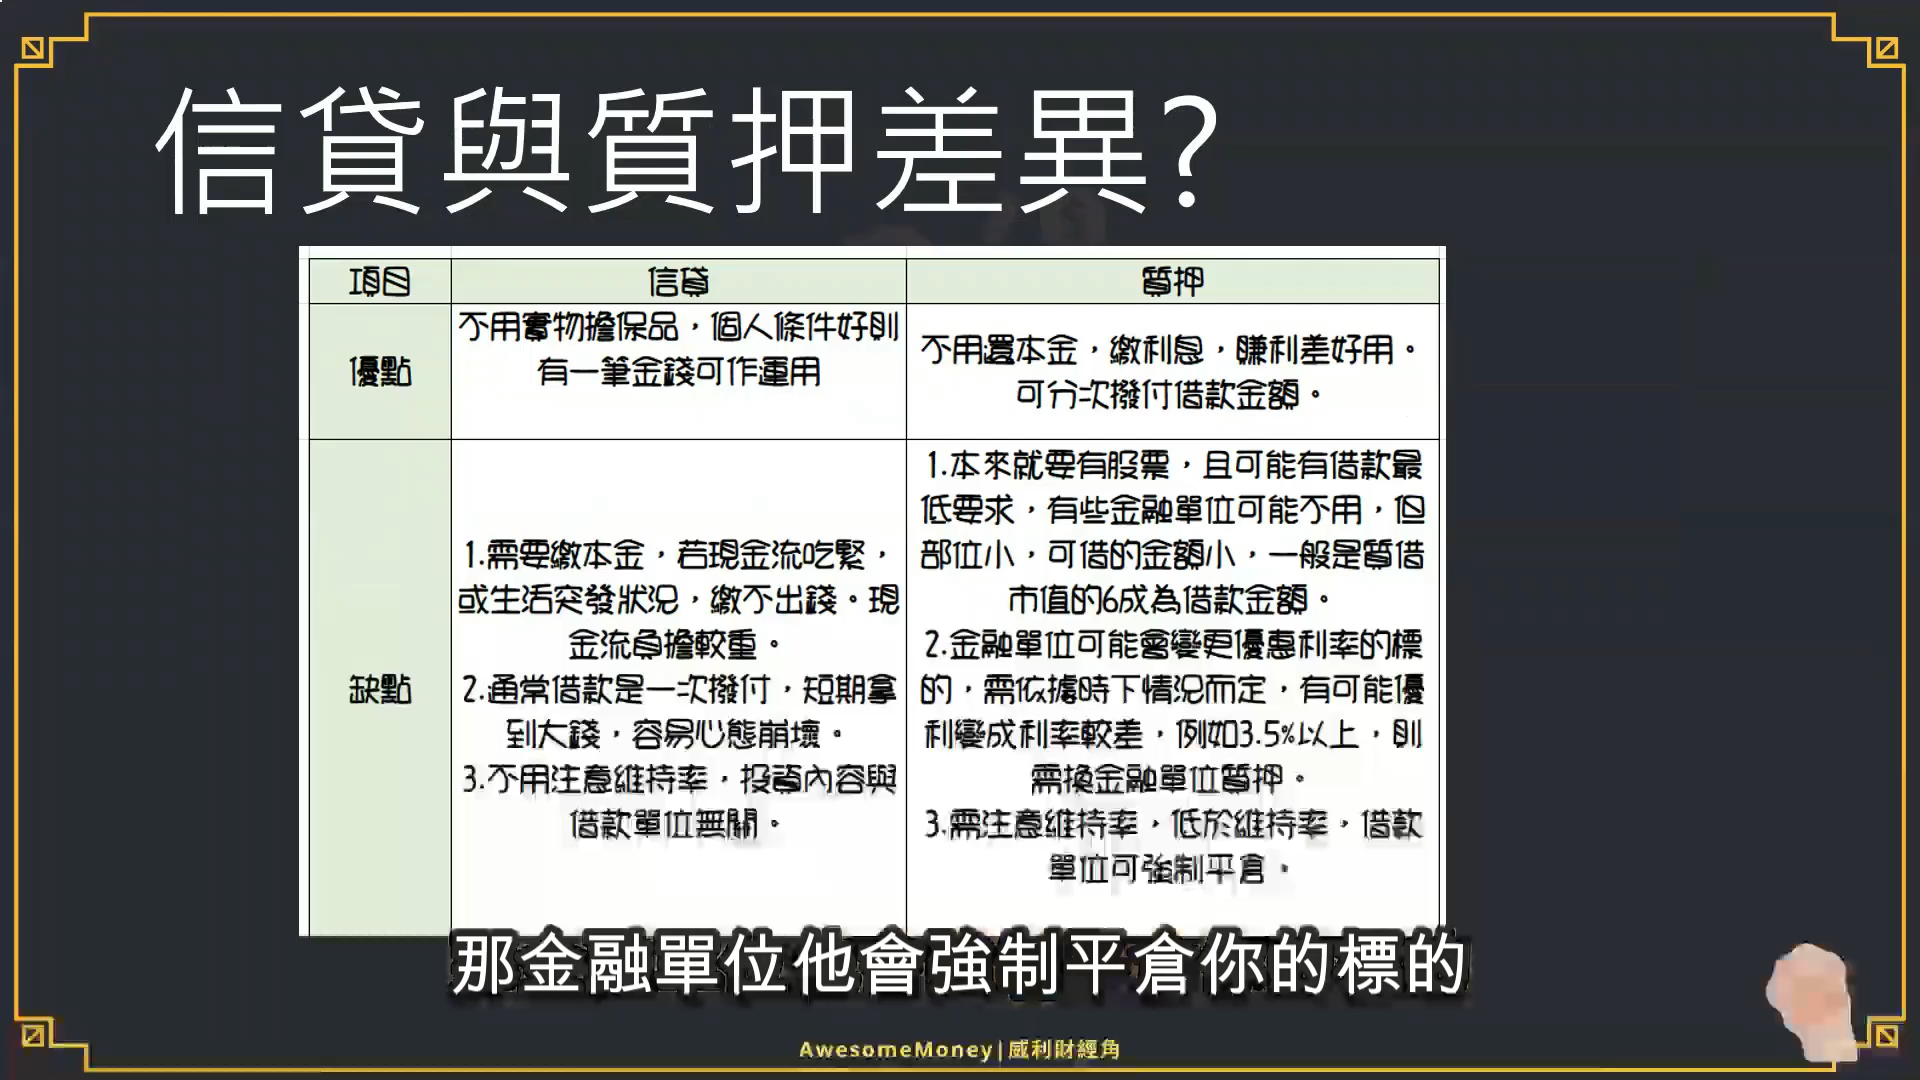 信貸與質押差異?
項目
信貸
質押
優點
不用實物擔保品，個人條件好則
有一筆金錢可作運用
不用還本金，繳利息，賺利差好用。
可分次撥付借款金額。
缺點
1.需要繳本金，若現金流吃緊，
或生活突發狀況，繳不出錢。現
金流負擔較重。
2.通常借款是一次撥付，短期拿
到大錢，容易心態崩壞。
3.不用注意維持率，投資內容與
借款單位無關。
1.本來就要有股票，且可能有借款最
低要求，有些金融單位可能不用，但
部位小，可借的金額小，一般是質借
市值的6成為借款金額。
2.金融單位可能會變更優惠利率的標
的，需依據時下情況而定，有可能優
利變成利率較差，例如3.5%以上，則
需換金融單位質押。
3.需注意維持率，低於維持率，借款
單位可強制平倉。
那金融單位他會強制平倉你的標的
AwesomeMoney|威利財經角